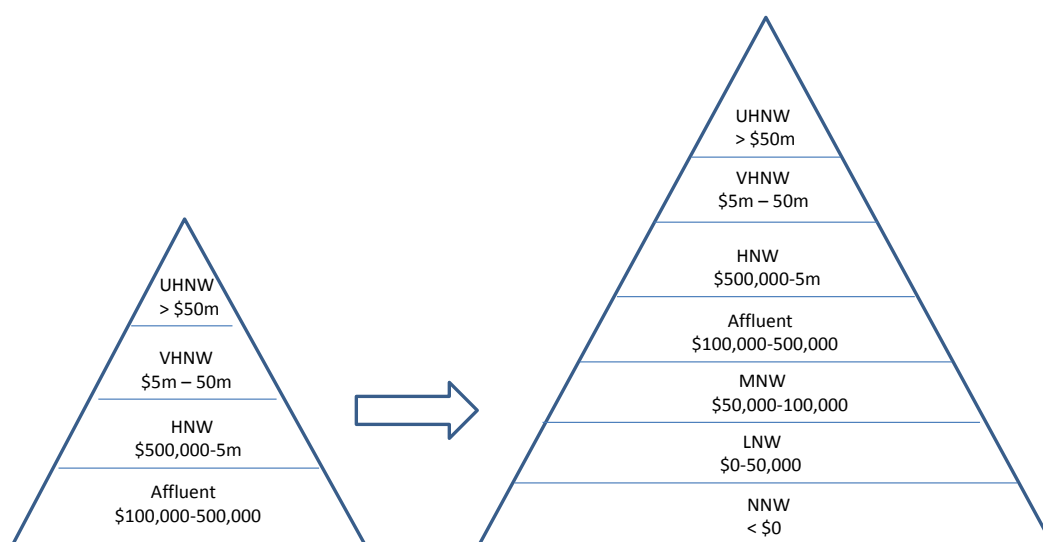 UHNW
> $50m
VHNW
$5m – 50m
HNW
$500,000-5m
Affluent
$100,000-500,000
UHNW
> $50m
VHNW
$5m – 50m
HNW
$500,000-5m
Affluent
$100,000-500,000
MNW
$50,000-100,000
LNW
$0-50,000
NNW
< $0